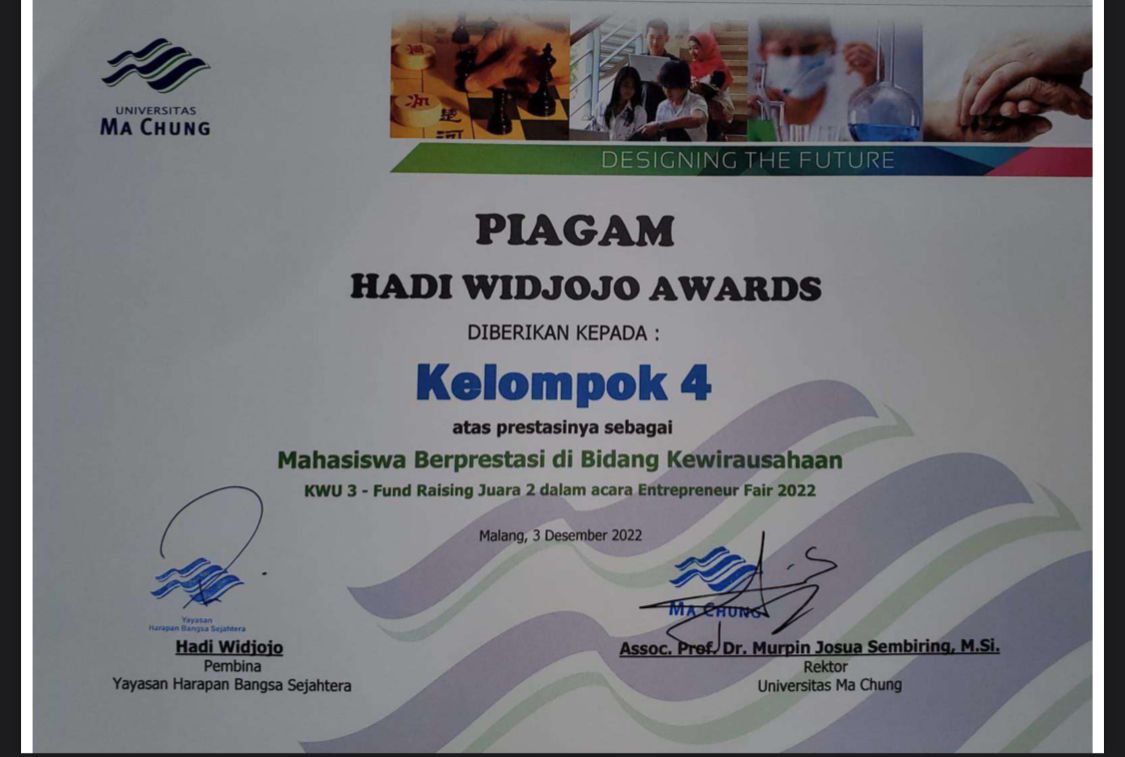 UNIVERSITAS
MA CHUNG
DESIGNING THE FUTURE
PIAGAM
HADI WIDJOJO AWARDS
DIBERIKAN KEPADA :
Kelompok 4
atas prestasinya sebagai
Mahasiswa Berprestasi di Bidang Kewirausahaan
KWU 3 - Fund Raising Juara 2 dalam acara Entrepreneur Fair 2022
Malang, 3 Desember 2022
Yayasan
Harapan Bangsa Sejahtera
Hadi Widjojo
Pembina
Yayasan Harapan Bangsa Sejahtera
MA CHUNG
Assoc. Prof. Dr. Murpin Josua Sembiring, M.Si.
Rektor
Universitas Ma Chung